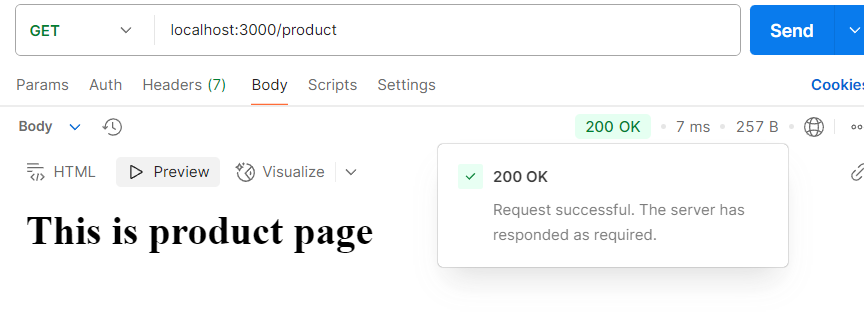 GET localhost:3000/product Send
Params Auth Headers (7) Body Scripts Settings Cookies
Body 200 OK 7 ms 257 B
HTML Preview Visualize
200 OK
Request successful. The server has
responded as required.
This is product page